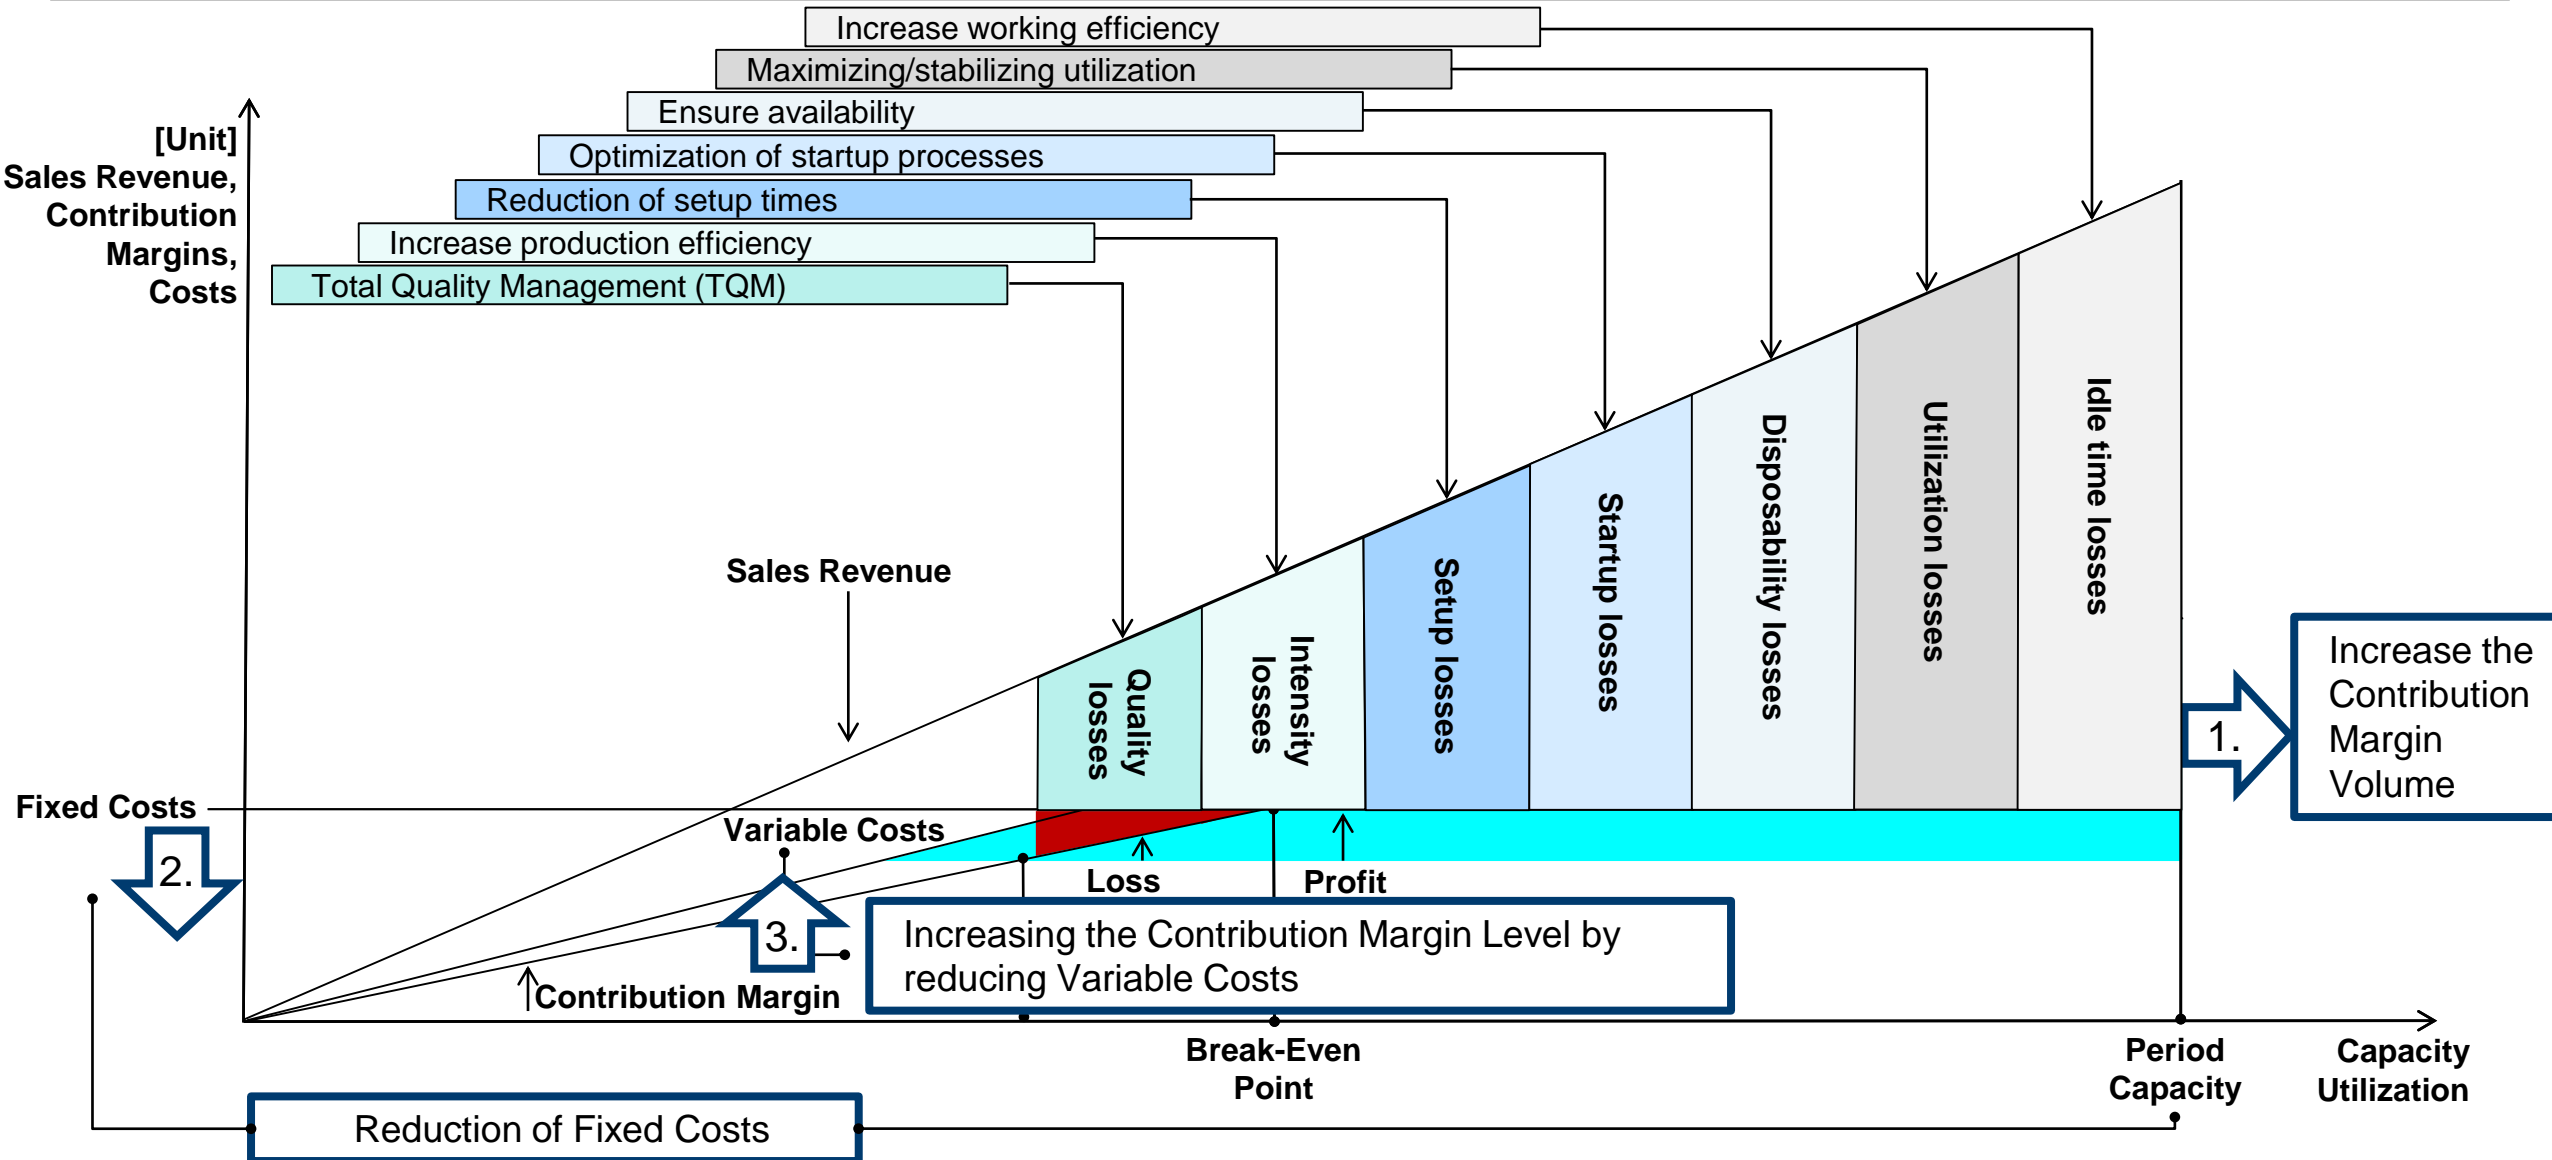 Increase working efficiency
Maximizing/stabilizing utilization
Ensure availability
Optimization of startup processes
Reduction of setup times
Increase production efficiency
Total Quality Management (TQM)
[Unit]
Sales Revenue,
Contribution
Margins,
Costs
Sales Revenue
Quality
losses
Intensity
losses
Setup losses
Startup losses
Disposability losses
Utilization losses
Idle time losses
1.
Increase the
Contribution
Margin
Volume
Fixed Costs
2.
Variable Costs
3.
Loss
Profit
Increasing the Contribution Margin Level by
reducing Variable Costs
Contribution Margin
Break-Even
Point
Period
Capacity
Capacity
Utilization
Reduction of Fixed Costs